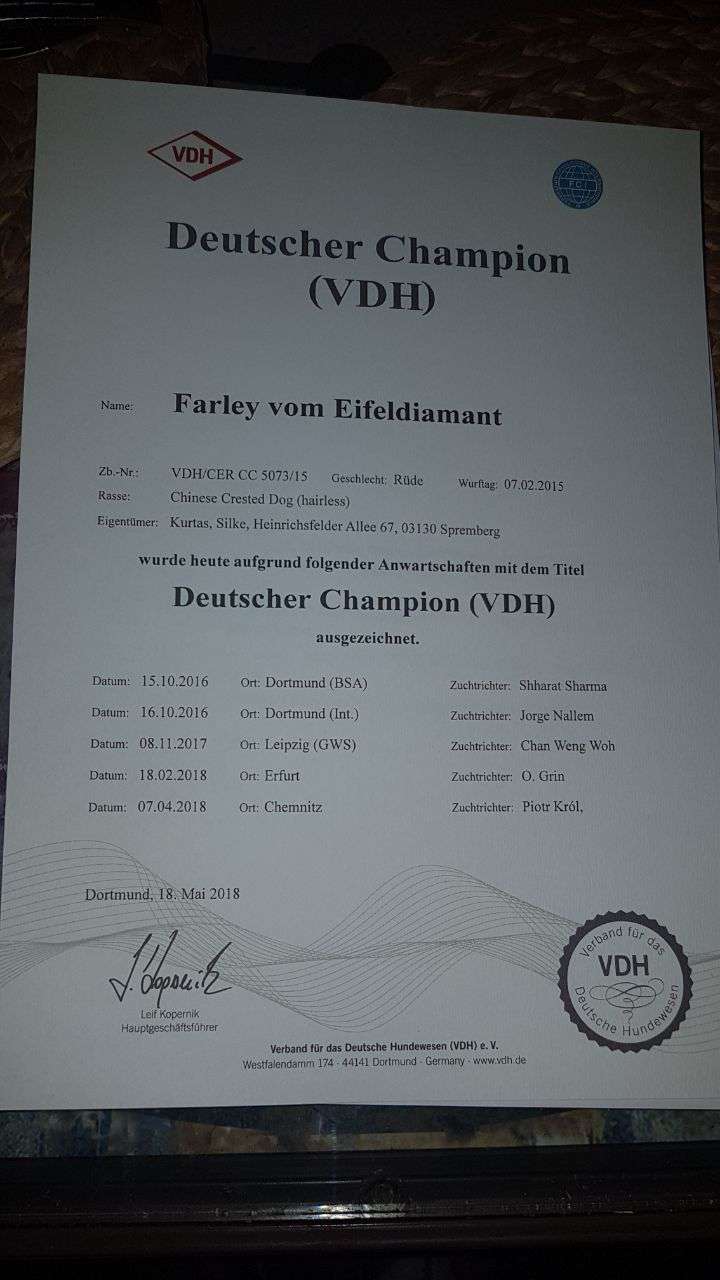 VDH
FCI
Deutscher Champion
(VDH)
Name: Farley vom Eifeldiamant
Zb.-Nr.: VDH/CER CC 5073/15 Geschlecht: Rüde Wurftag: 07.02.2015
Rasse: Chinese Crested Dog (hairless)
Eigentümer: Kurtas, Silke, Heinrichsfelder Allee 67, 03130 Spremberg
wurde heute aufgrund folgender Anwartschaften mit dem Titel
Deutscher Champion (VDH)
ausgezeichnet.
Datum: 15.10.2016 Ort: Dortmund (BSA) Zuchtrichter: Shharat Sharma
Datum: 16.10.2016 Ort: Dortmund (Int.) Zuchtrichter: Jorge Nallem
Datum: 08.11.2017 Ort: Leipzig (GWS) Zuchtrichter: Chan Weng Woh
Datum: 18.02.2018 Ort: Erfurt Zuchtrichter: O. Grin
Datum: 07.04.2018 Ort: Chemnitz Zuchtrichter: Piotr Król,
Dortmund, 18. Mai 2018
L. Kopernik
Leif Kopernik
Hauptgeschäftsführer
Verband für das
VDH
Deutsche Hundewesen
Verband für das Deutsche Hundewesen (VDH) e. V.
Westfalendamm 174 - 44141 Dortmund - Germany - www.vdh.de